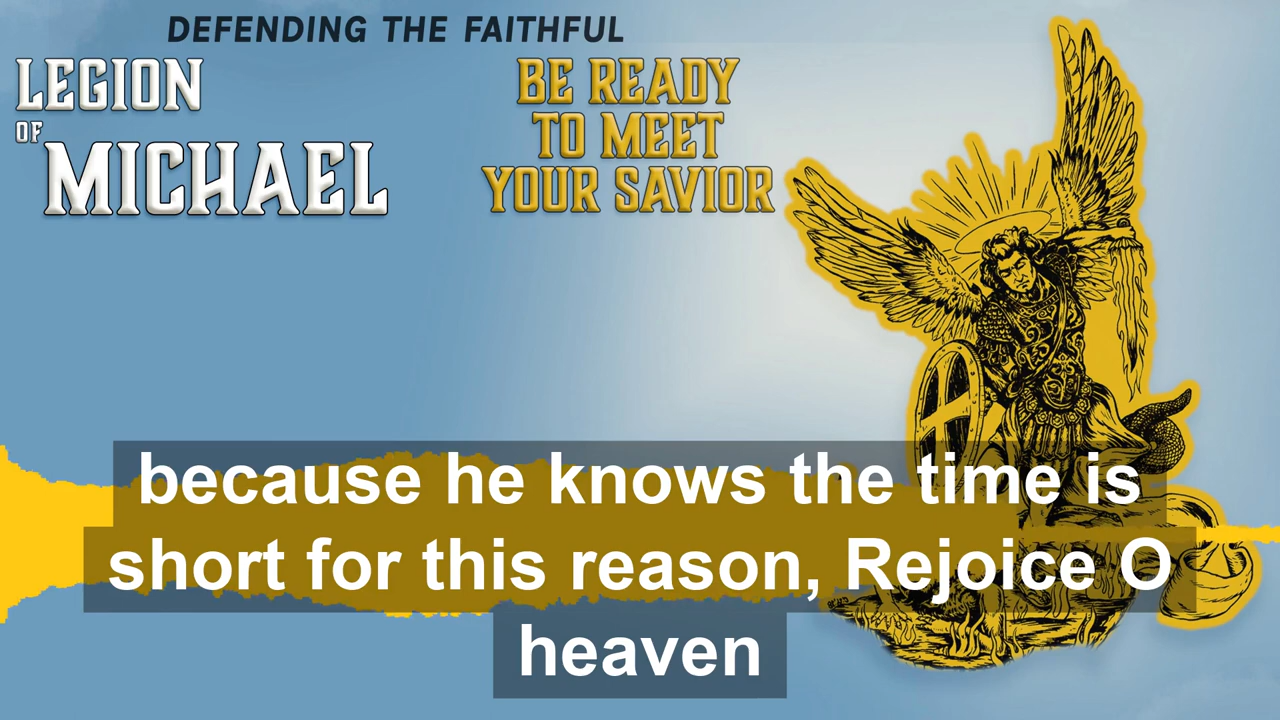 DEFENDING THE FAITHFUL
LEGION
OF
MICHAEL
BE READY
TO MEET
YOUR SAVIOR
because he knows the time is
short for this reason, Rejoice O
heaven